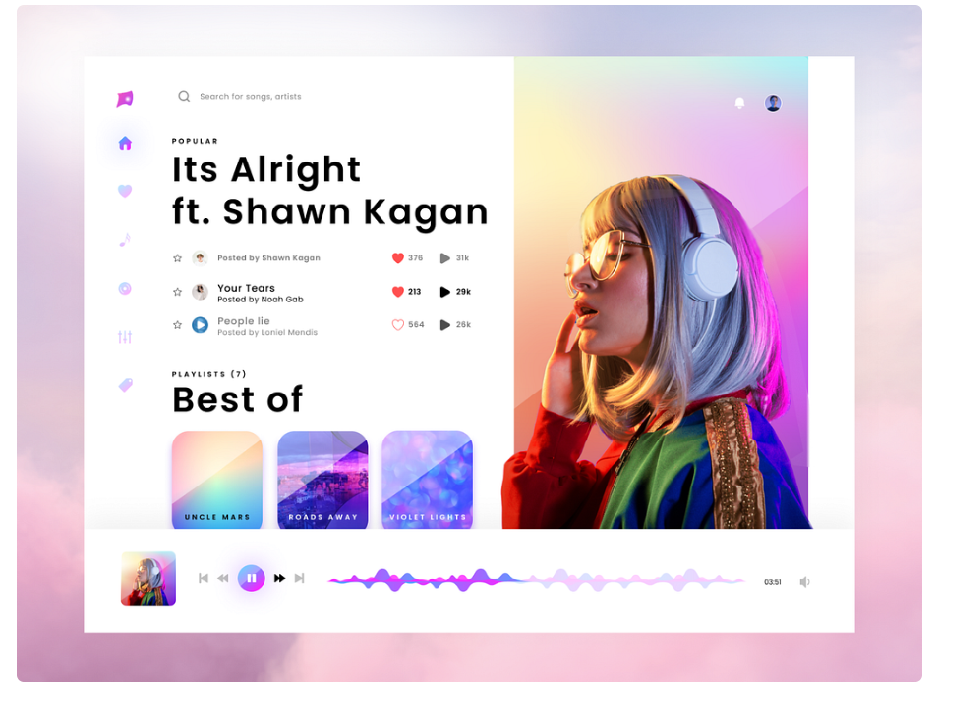 Search for songs, artists
POPULAR
Its Alright
ft. Shawn Kagan
Posted by Shawn Kagan 376 31k
Your Tears
Posted by Noah Gab 213 29k
People lie
Posted by Loniel Mendis 564 26k
PLAYLISTS (7)
Best of
UNCLE MARS ROADS AWAY VIOLET LIGHTS
03:51